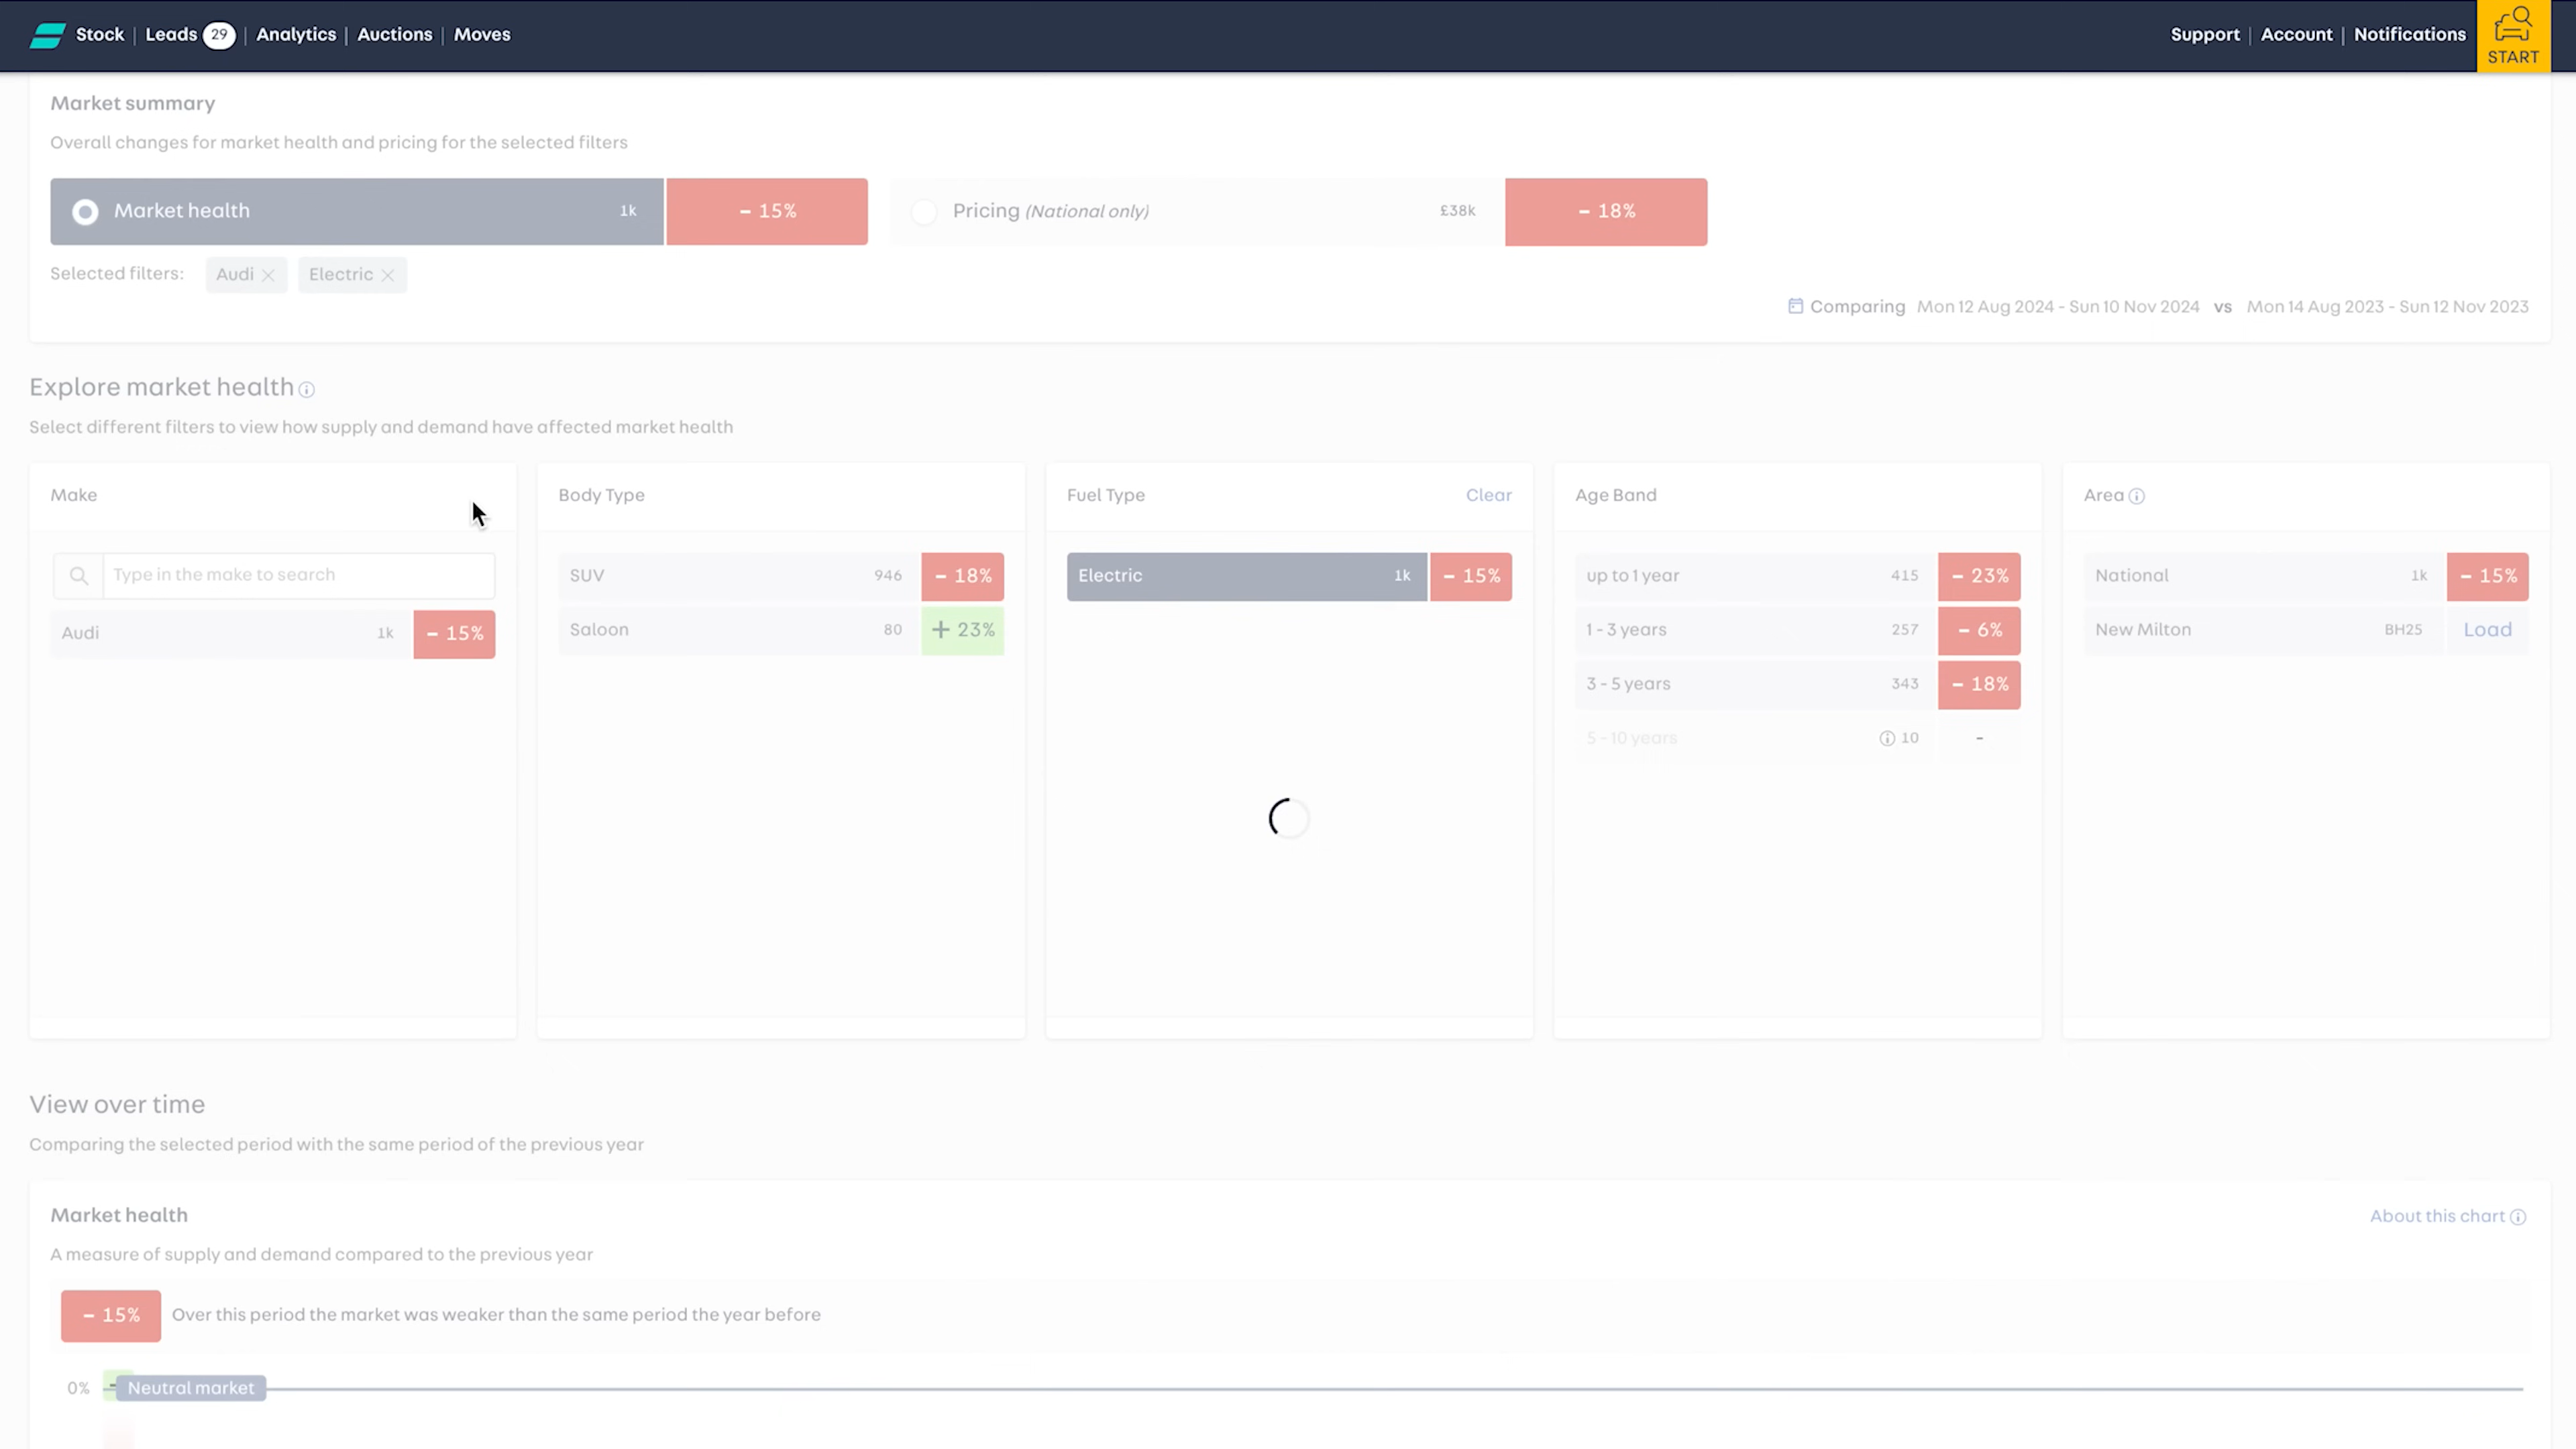 Stock | Leads 29 | Analytics | Auctions | Moves
Support | Account | Notifications
START
Market summary
Overall changes for market health and pricing for the selected filters
Market health 1k – 15%
Pricing (National only) £38k – 18%
Selected filters: Audi Electric
Comparing Mon 12 Aug 2024 - Sun 10 Nov 2024 vs Mon 14 Aug 2023 - Sun 12 Nov 2023
Explore market health
Select different filters to view how supply and demand have affected market health
Make
Type in the make to search
Audi 1k – 15%
Body Type
SUV 946 – 18%
Saloon 80 + 23%
Fuel Type Clear
Electric 1k – 15%
Age Band
up to 1 year 415 – 23%
1 - 3 years 257 – 6%
3 - 5 years 343 – 18%
5 - 10 years 10 -
Area
National 1k – 15%
New Milton BH25 Load
View over time
Comparing the selected period with the same period of the previous year
Market health
About this chart
A measure of supply and demand compared to the previous year
– 15% Over this period the market was weaker than the same period the year before
0% Neutral market